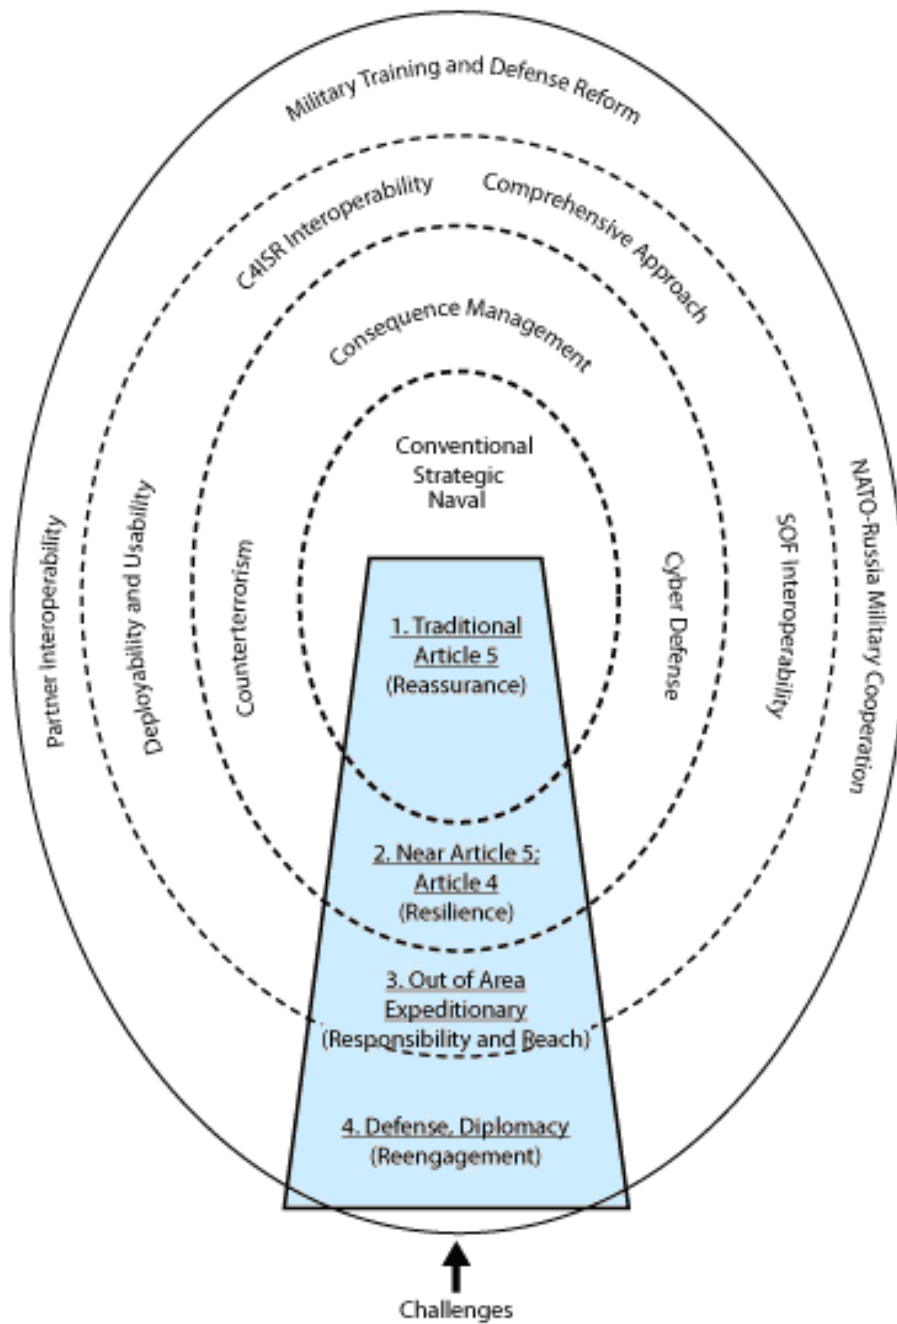 Military Training and Defense Reform
C4ISR Interoperability
Comprehensive Approach
Consequence Management
Conventional
Strategic
Naval
Partner Interoperability
Deployability and Usability
Counterterrorism
Cyber Defense
SOF Interoperability
NATO-Russia Military Cooperation
1. Traditional
Article 5
(Reassurance)
2. Near Article 5;
Article 4
(Resilience)
3. Out of Area
Expeditionary
(Responsibility and Reach)
4. Defense, Diplomacy
(Reengagement)
Challenges